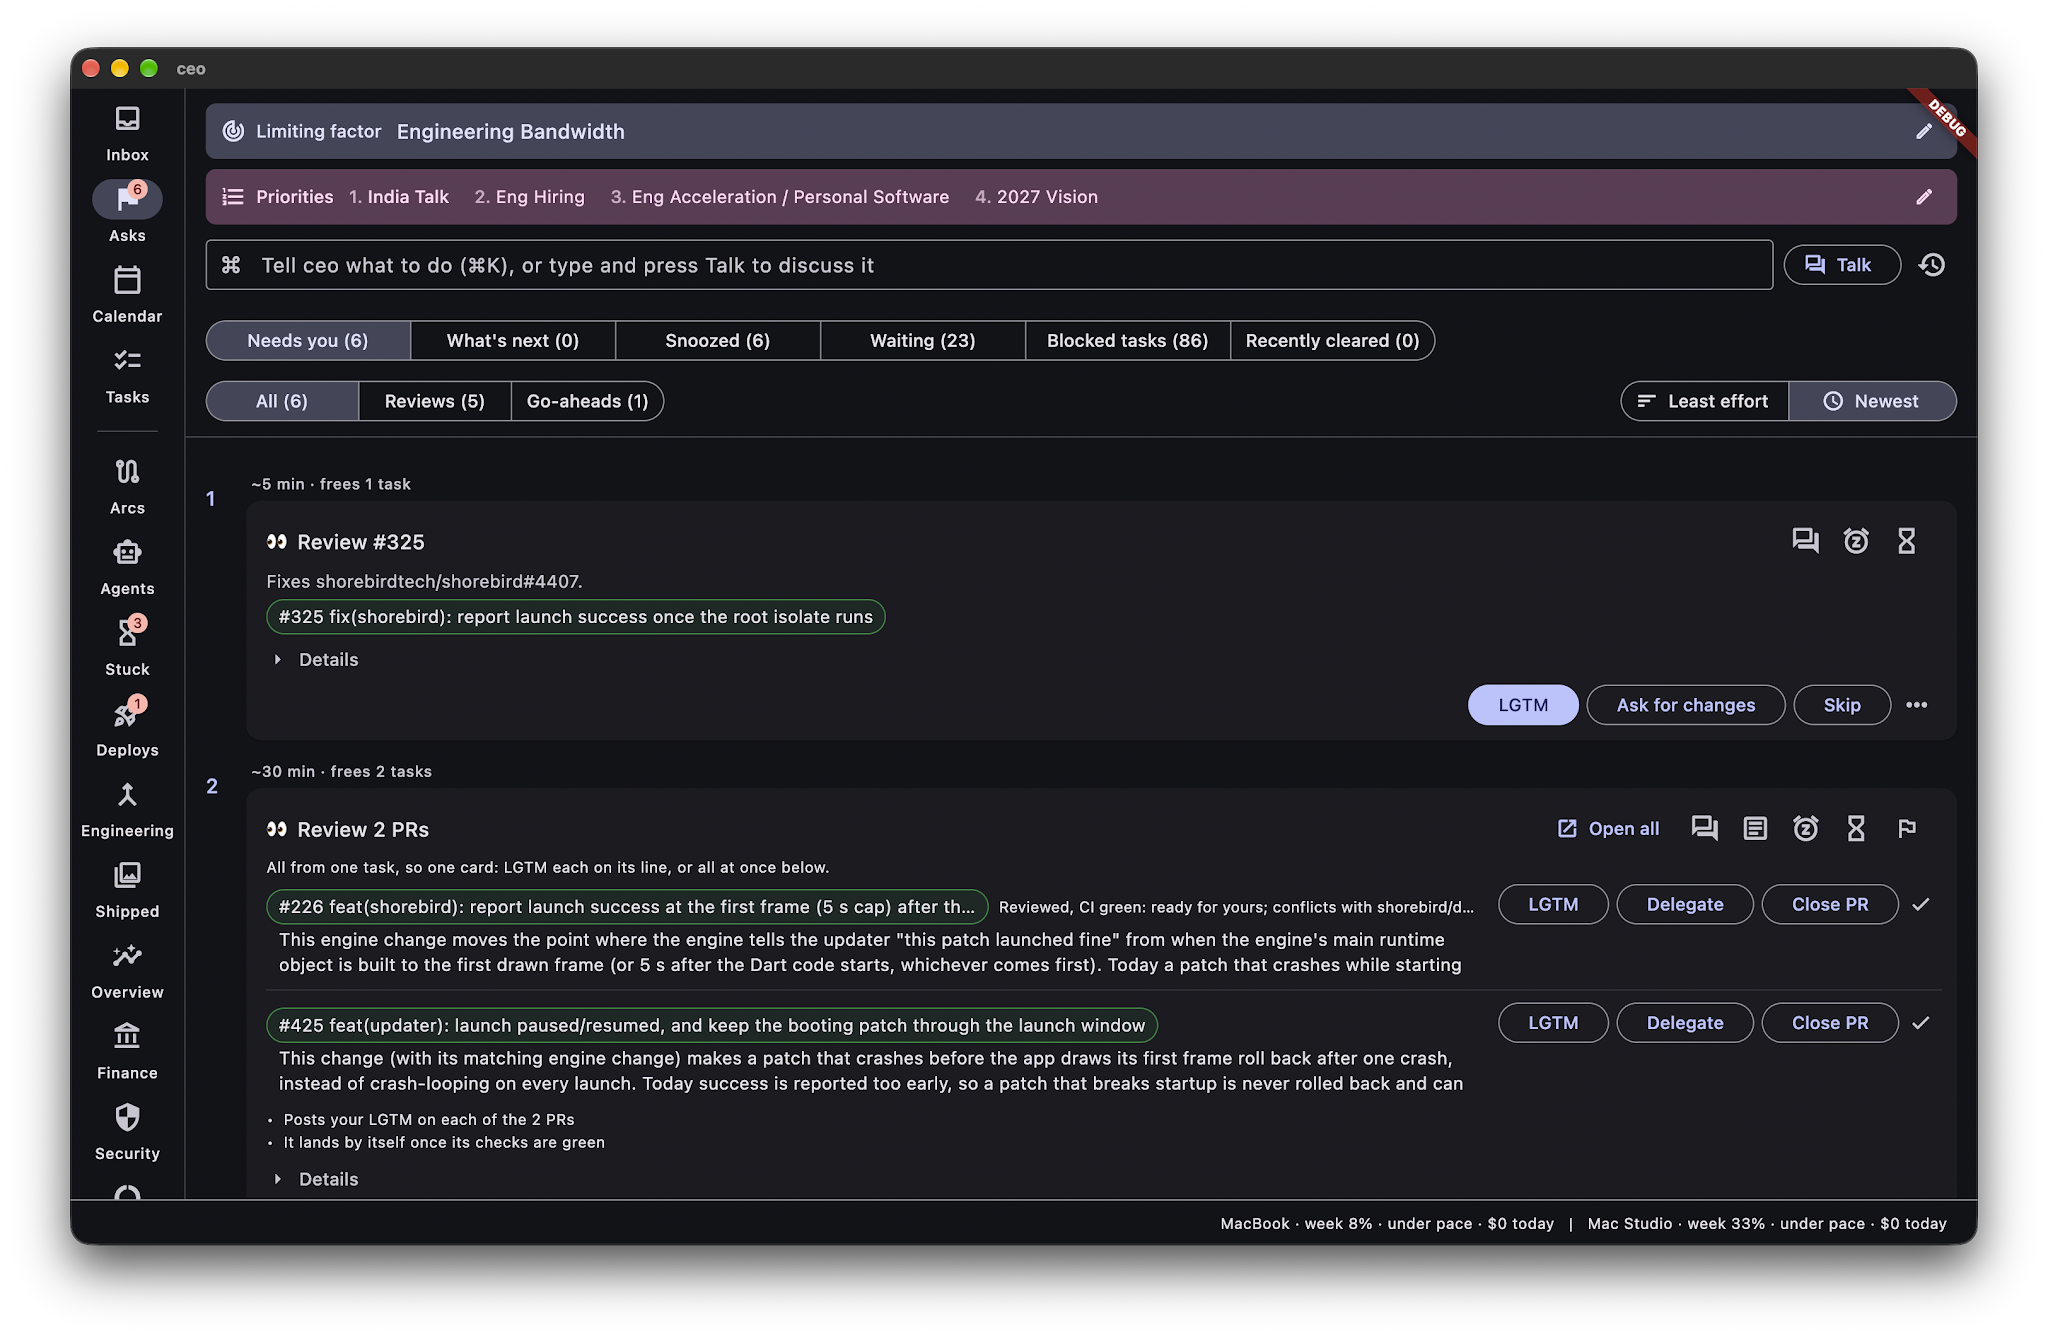 ceo
DEBUG
Inbox
6
Asks
Calendar
Tasks
Arcs
Agents
3
Stuck
1
Deploys
Engineering
Shipped
Overview
Finance
Security
Limiting factor Engineering Bandwidth
Priorities 1. India Talk 2. Eng Hiring 3. Eng Acceleration / Personal Software 4. 2027 Vision
⌘ Tell ceo what to do (⌘K), or type and press Talk to discuss it Talk
Needs you (6) What's next (0) Snoozed (6) Waiting (23) Blocked tasks (86) Recently cleared (0)
All (6) Reviews (5) Go-aheads (1) Least effort Newest
1
~5 min · frees 1 task
👀 Review #325
Fixes shorebirdtech/shorebird#4407.
#325 fix(shorebird): report launch success once the root isolate runs
Details
LGTM Ask for changes Skip
2
~30 min · frees 2 tasks
👀 Review 2 PRs Open all
All from one task, so one card: LGTM each on its line, or all at once below.
#226 feat(shorebird): report launch success at the first frame (5 s cap) after th... Reviewed, CI green: ready for yours; conflicts with shorebird/d... LGTM Delegate Close PR
This engine change moves the point where the engine tells the updater "this patch launched fine" from when the engine's main runtime
object is built to the first drawn frame (or 5 s after the Dart code starts, whichever comes first). Today a patch that crashes while starting
#425 feat(updater): launch paused/resumed, and keep the booting patch through the launch window LGTM Delegate Close PR
This change (with its matching engine change) makes a patch that crashes before the app draws its first frame roll back after one crash,
instead of crash-looping on every launch. Today success is reported too early, so a patch that breaks startup is never rolled back and can
• Posts your LGTM on each of the 2 PRs
• It lands by itself once its checks are green
Details
MacBook · week 8% · under pace · $0 today | Mac Studio · week 33% · under pace · $0 today